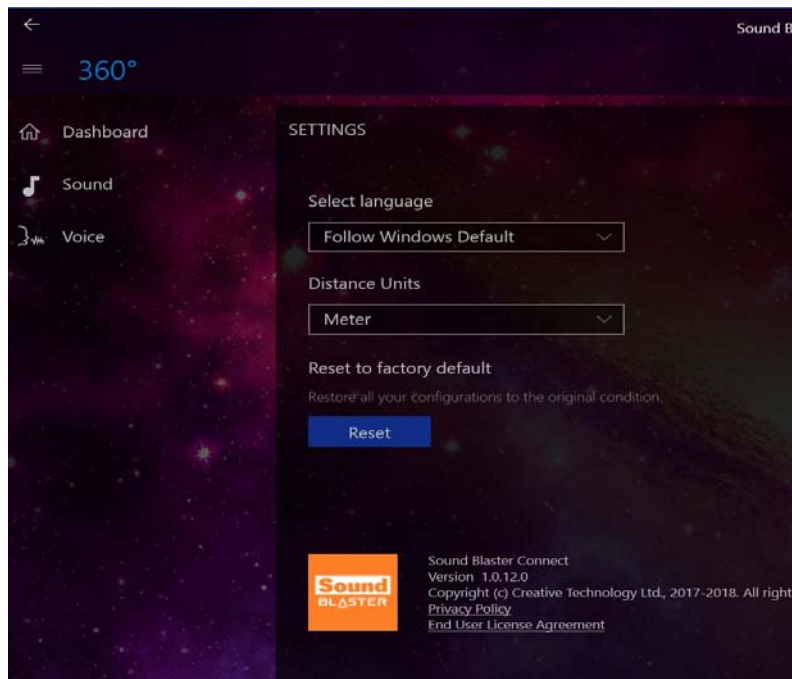 Sound B
360°
Dashboard
Sound
Voice
SETTINGS
Select language
Follow Windows Default
Distance Units
Meter
Reset to factory default
Restore all your configurations to the original condition.
Reset
Sound
BLASTER
Sound Blaster Connect
Version 1.0.12.0
Copyright (c) Creative Technology Ltd., 2017-2018. All right
Privacy Policy
End User License Agreement